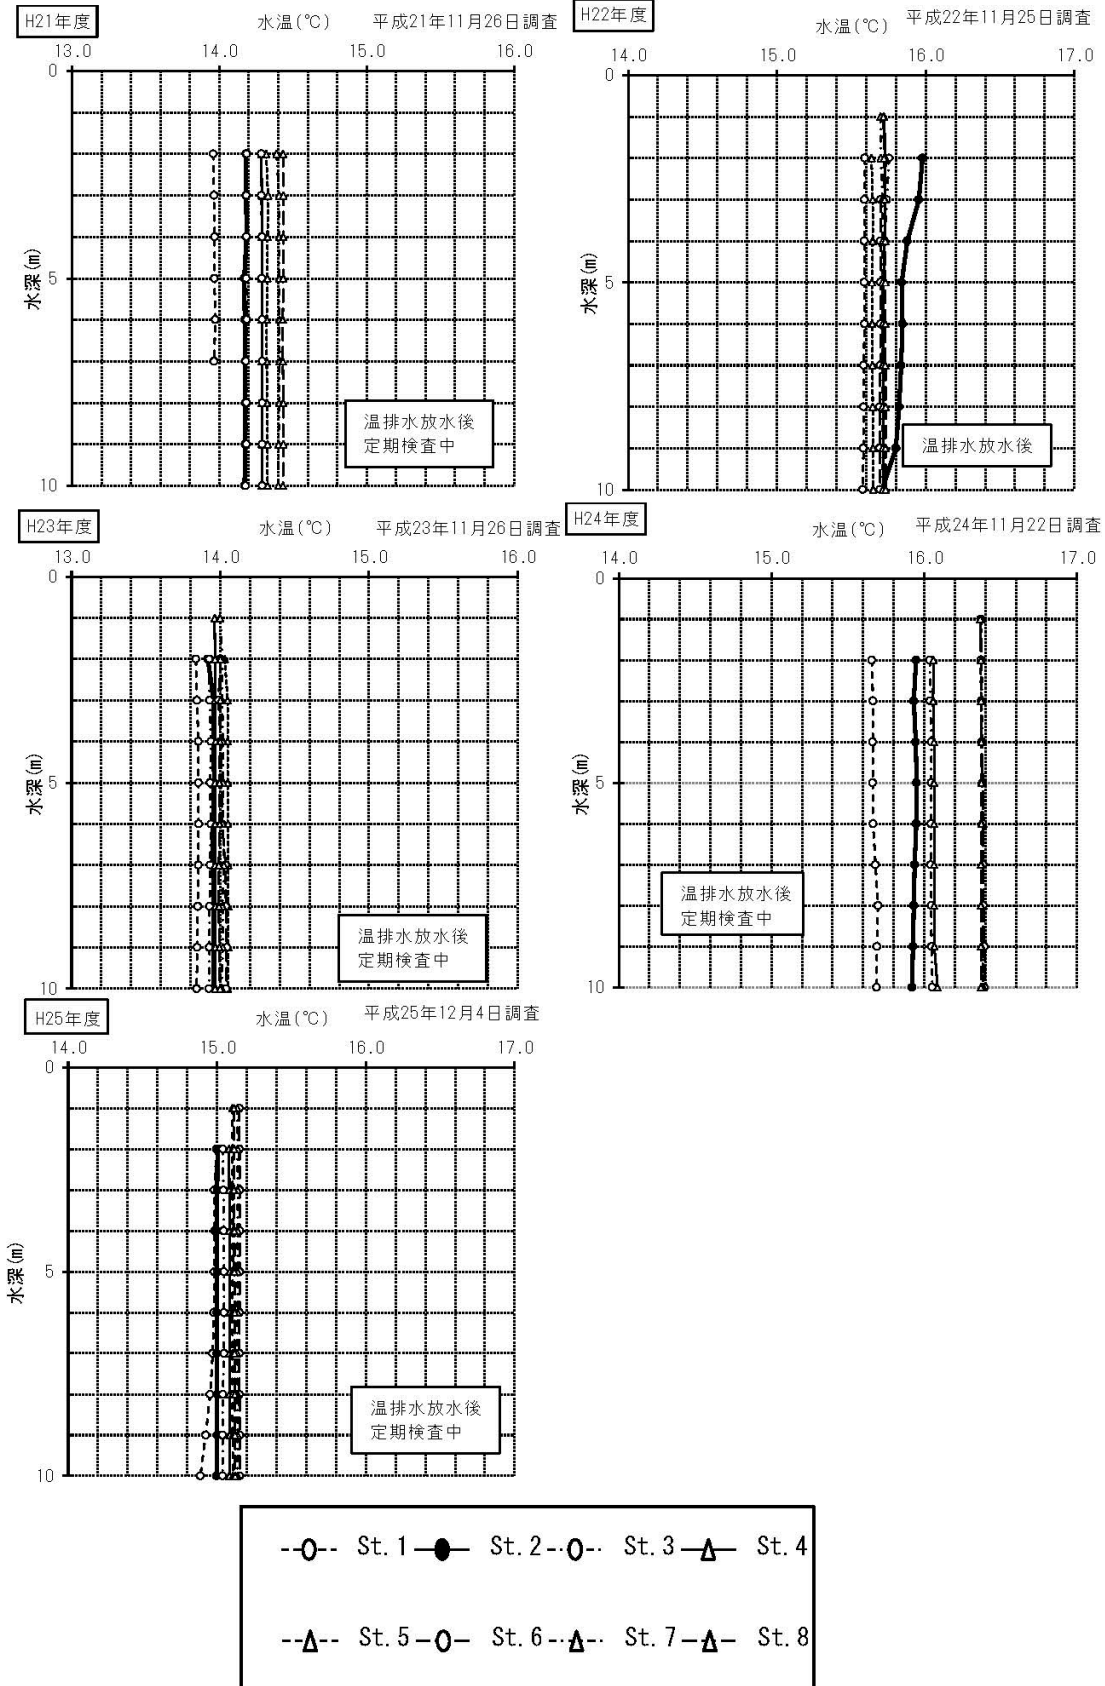 H21年度 水温(℃) 平成21年11月26日調査
13.0 14.0 15.0 16.0
0
5
10
水深(m)
温排水放水後
定期検査中
H22年度 水温(℃) 平成22年11月25日調査
14.0 15.0 16.0 17.0
0
5
10
水深(m)
温排水放水後
H23年度 水温(℃) 平成23年11月26日調査
13.0 14.0 15.0 16.0
0
5
10
水深(m)
温排水放水後
定期検査中
H24年度 水温(℃) 平成24年11月22日調査
14.0 15.0 16.0 17.0
0
5
10
水深(m)
温排水放水後
定期検査中
H25年度 水温(℃) 平成25年12月4日調査
14.0 15.0 16.0 17.0
0
5
10
水深(m)
温排水放水後
定期検査中
St.1 St.2 St.3 St.4
St.5 St.6 St.7 St.8